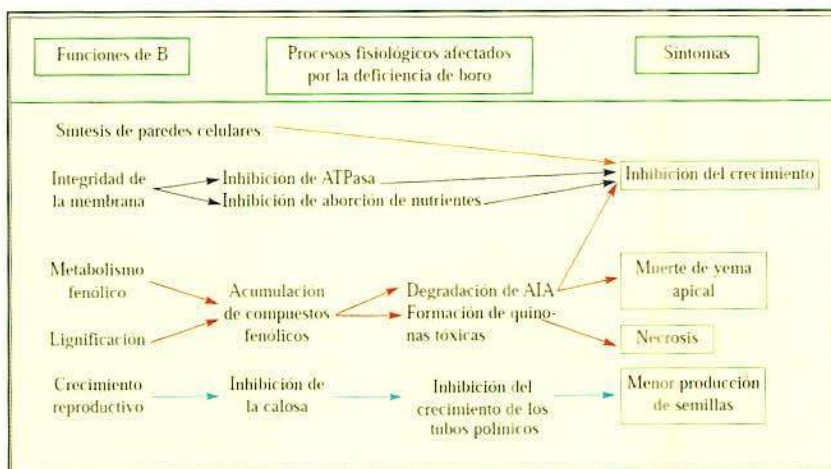 Funciones de B
Procesos fisiológicos afectados
por la deficiencia de boro
Síntomas
Síntesis de paredes celulares
Integridad de
la membrana
Inhibición de ATPasa
Inhibición de aborción de nutrientes
Inhibición del crecimiento
Metabolismo
fenólico
Lignificación
Acumulación
de compuestos
fenólicos
Degradación de AIA
Formación de quino-
nas tóxicas
Muerte de yema
apical
Necrosis
Crecimiento
reproductivo
Inhibición de
la calosa
Inhibición del
crecimiento de los
tubos polínicos
Menor producción
de semillas